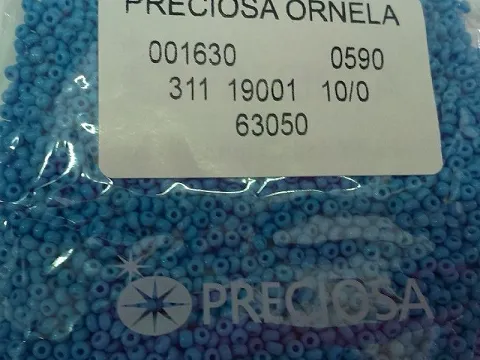 PRECIOSA ORNELA
001630 0590
311 19001 10/0
63050
PRECIOSA